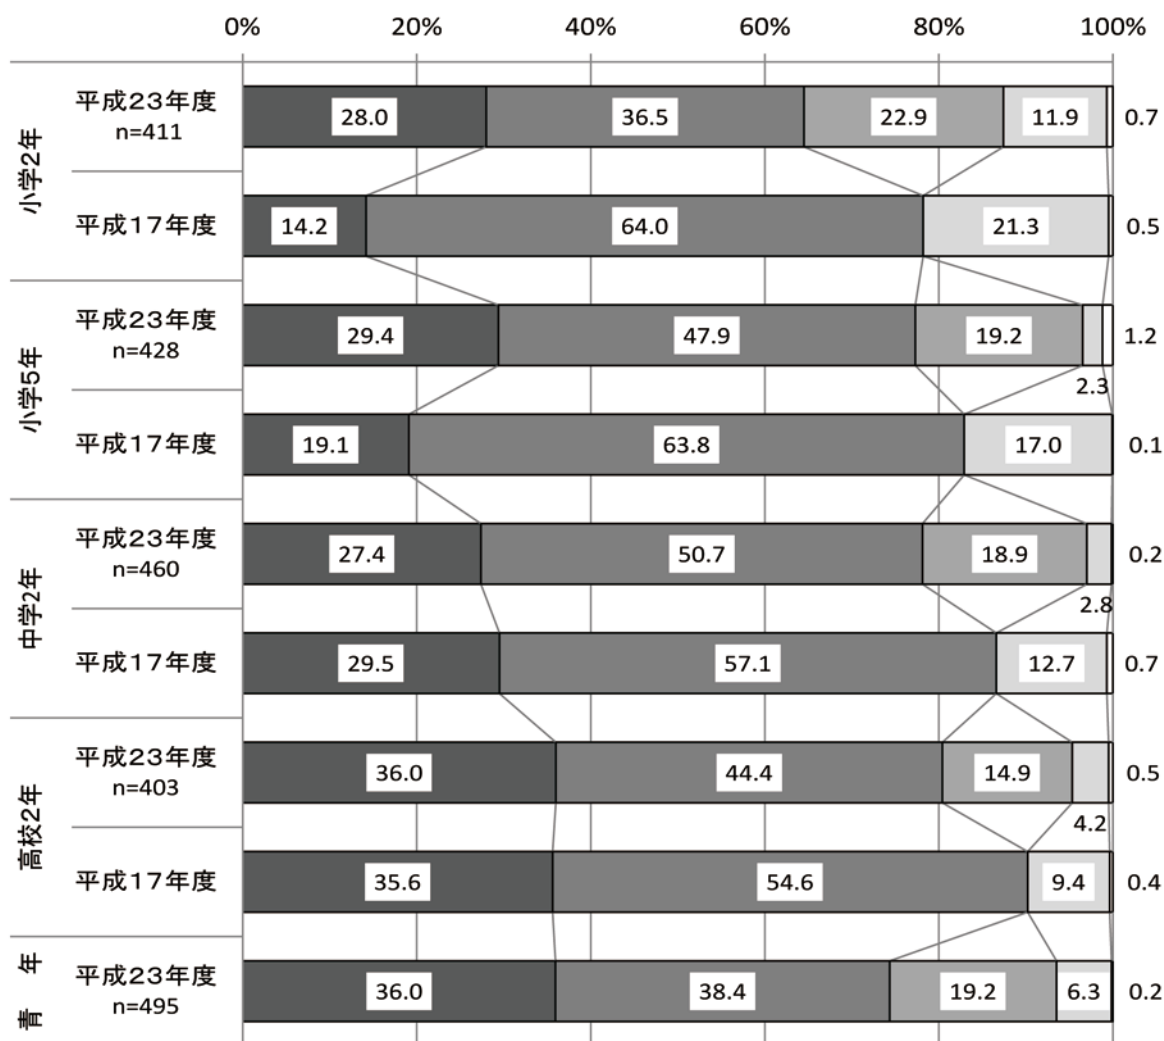 0% 20% 40% 60% 80% 100%
小学2年
平成23年度
n=411
28.0 36.5 22.9 11.9 0.7
平成17年度
14.2 64.0 21.3 0.5
小学5年
平成23年度
n=428
29.4 47.9 19.2 1.2
2.3
平成17年度
19.1 63.8 17.0 0.1
中学2年
平成23年度
n=460
27.4 50.7 18.9 0.2
2.8
平成17年度
29.5 57.1 12.7 0.7
高校2年
平成23年度
n=403
36.0 44.4 14.9 0.5
4.2
平成17年度
35.6 54.6 9.4 0.4
青 年
平成23年度
n=495
36.0 38.4 19.2 6.3 0.2